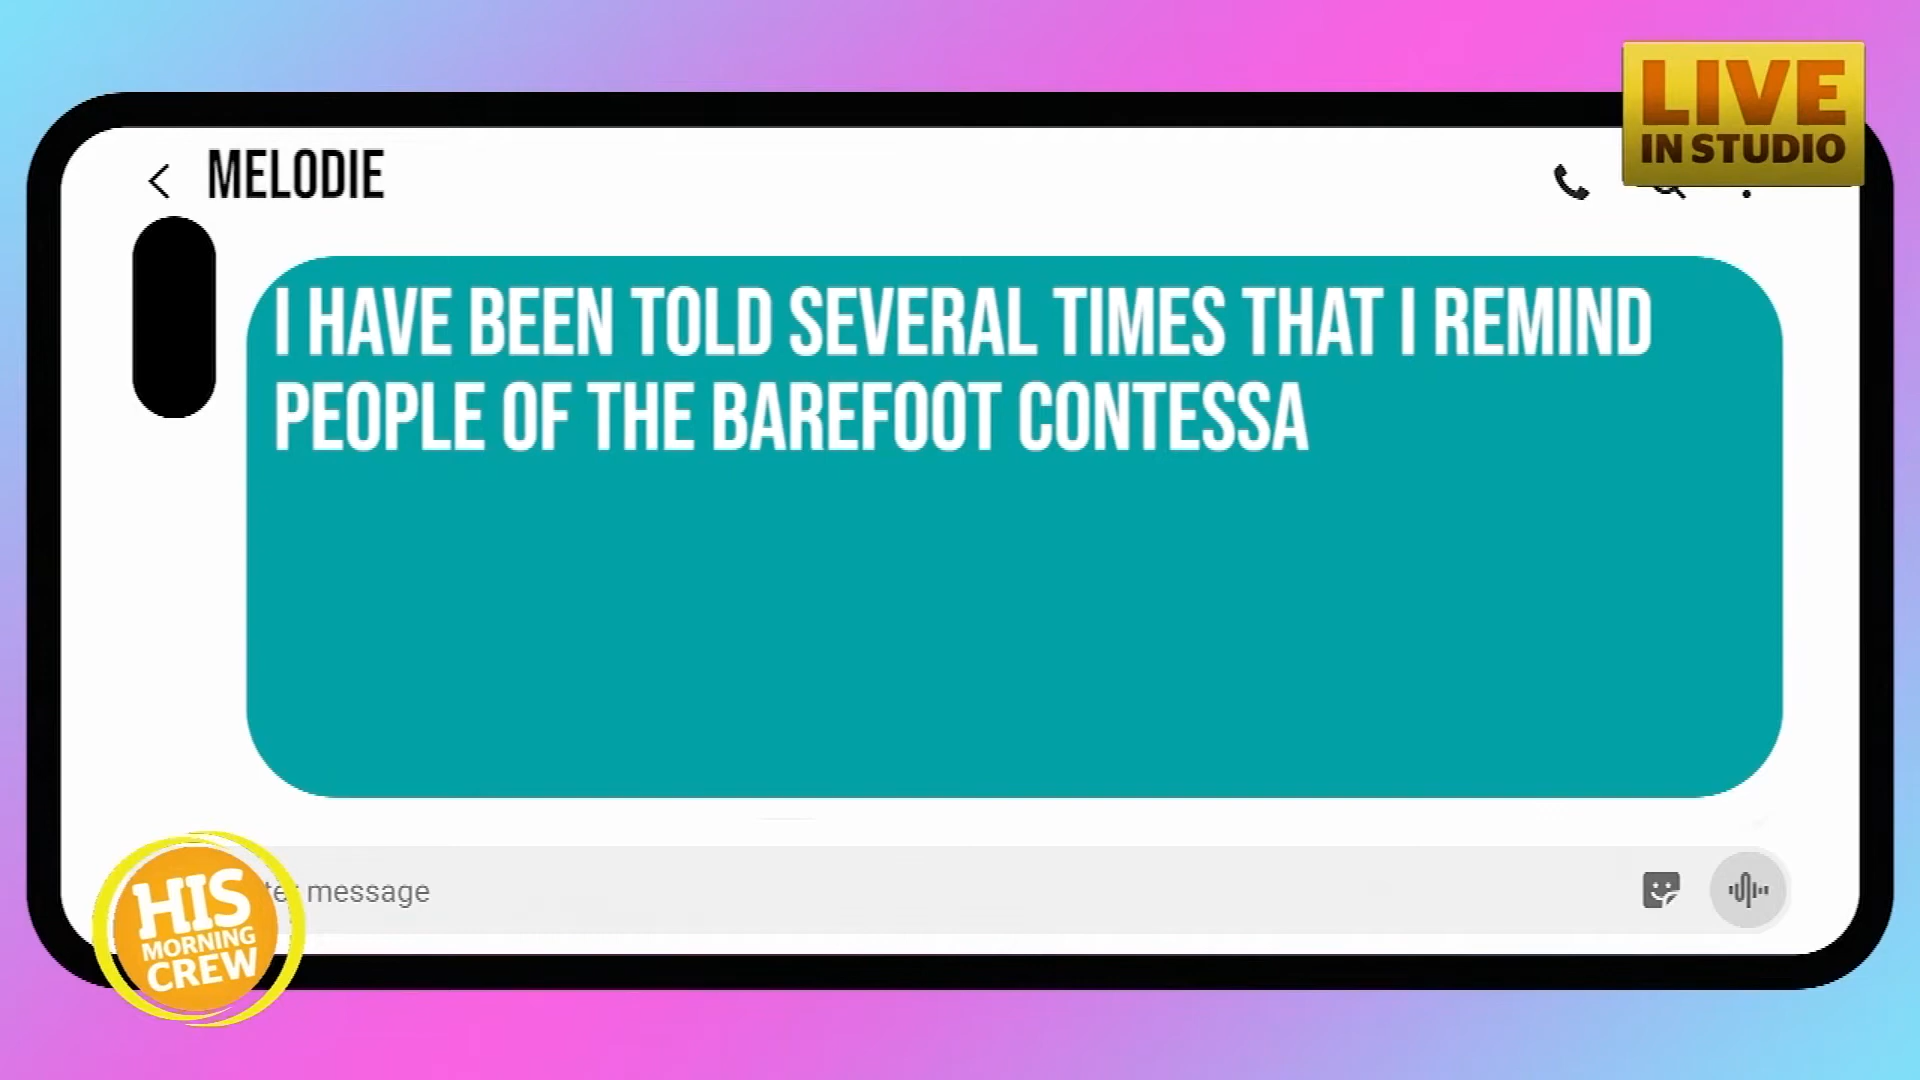 LIVE
IN STUDIO
MELODIE
I HAVE BEEN TOLD SEVERAL TIMES THAT I REMIND
PEOPLE OF THE BAREFOOT CONTESSA
message
HIS
MORNING
CREW